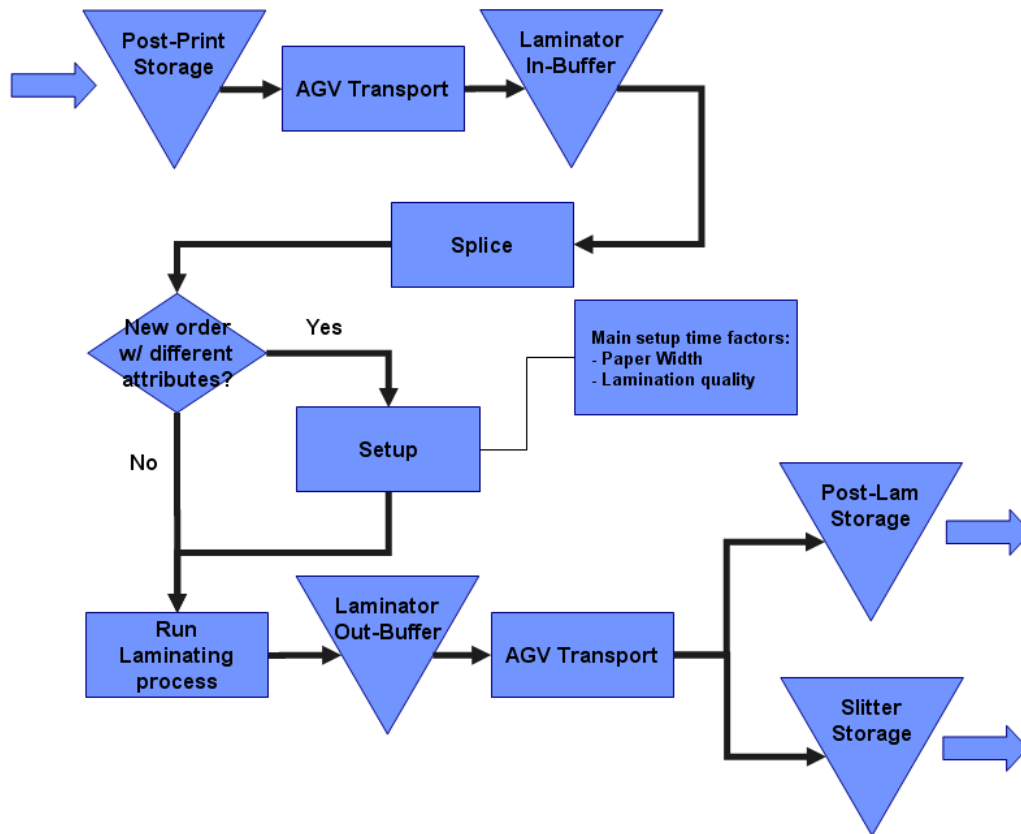 Post-Print
Storage
AGV Transport
Laminator
In-Buffer
Splice
New order
w/ different
attributes?
Yes
Main setup time factors:
- Paper Width
- Lamination quality
Setup
No
Post-Lam
Storage
Run
Laminating
process
Laminator
Out-Buffer
AGV Transport
Slitter
Storage